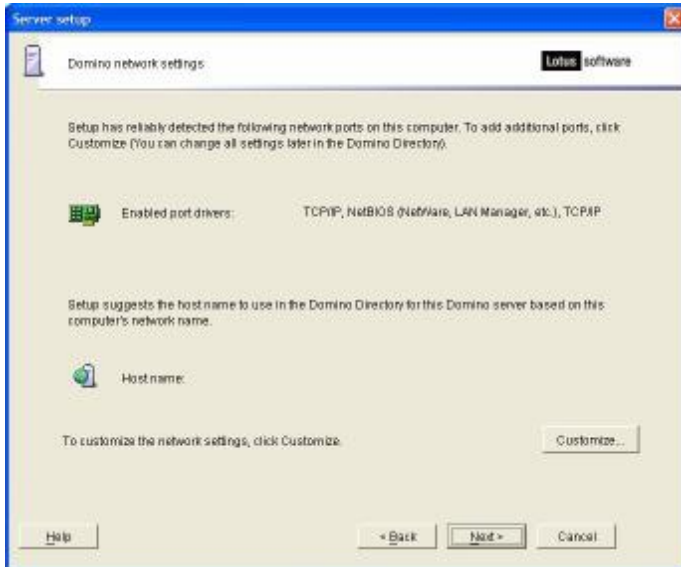 Server setup
Domino network settings
Lotus software
Setup has reliably detected the following network ports on this computer. To add additional ports, click
Customize (You can change all settings later in the Domino Directory).
Enabled port drivers: TCP/IP, NetBIOS (NetWare, LAN Manager, etc.), TCP/IP
Setup suggests the host name to use in the Domino Directory for this Domino server based on this
computer's network name.
Host name:
To customize the network settings, click Customize.
Customize...
Help
< Back
Next >
Cancel